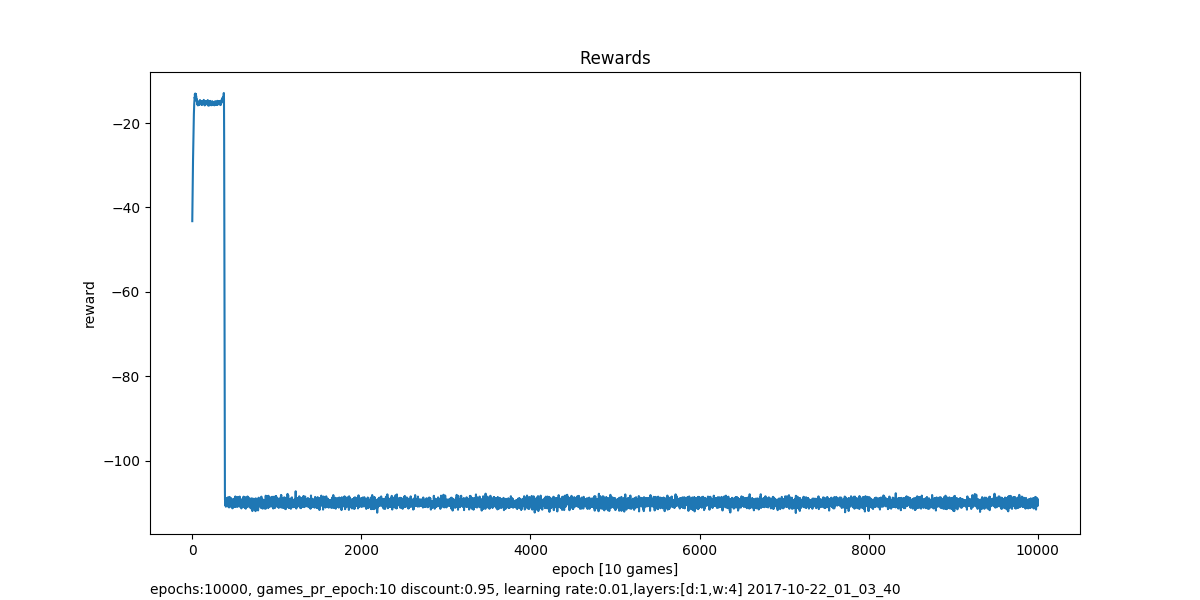 Rewards
−20
−40
−60
−80
−100
reward
0 2000 4000 6000 8000 10000
epoch [10 games]
epochs:10000, games_pr_epoch:10 discount:0.95, learning rate:0.01,layers:[d:1,w:4] 2017-10-22_01_03_40